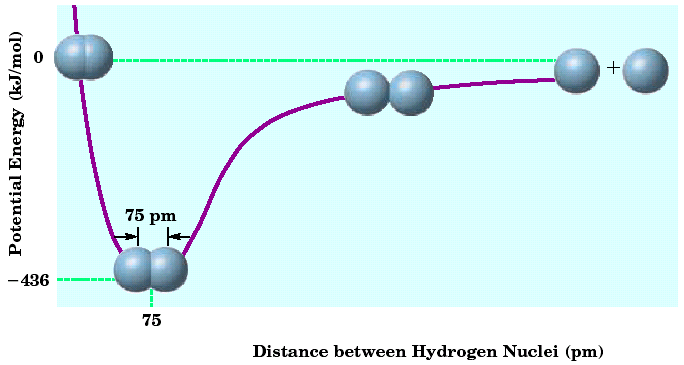 Potential Energy (kJ/mol)
0
+
75 pm
−436
75
Distance between Hydrogen Nuclei (pm)